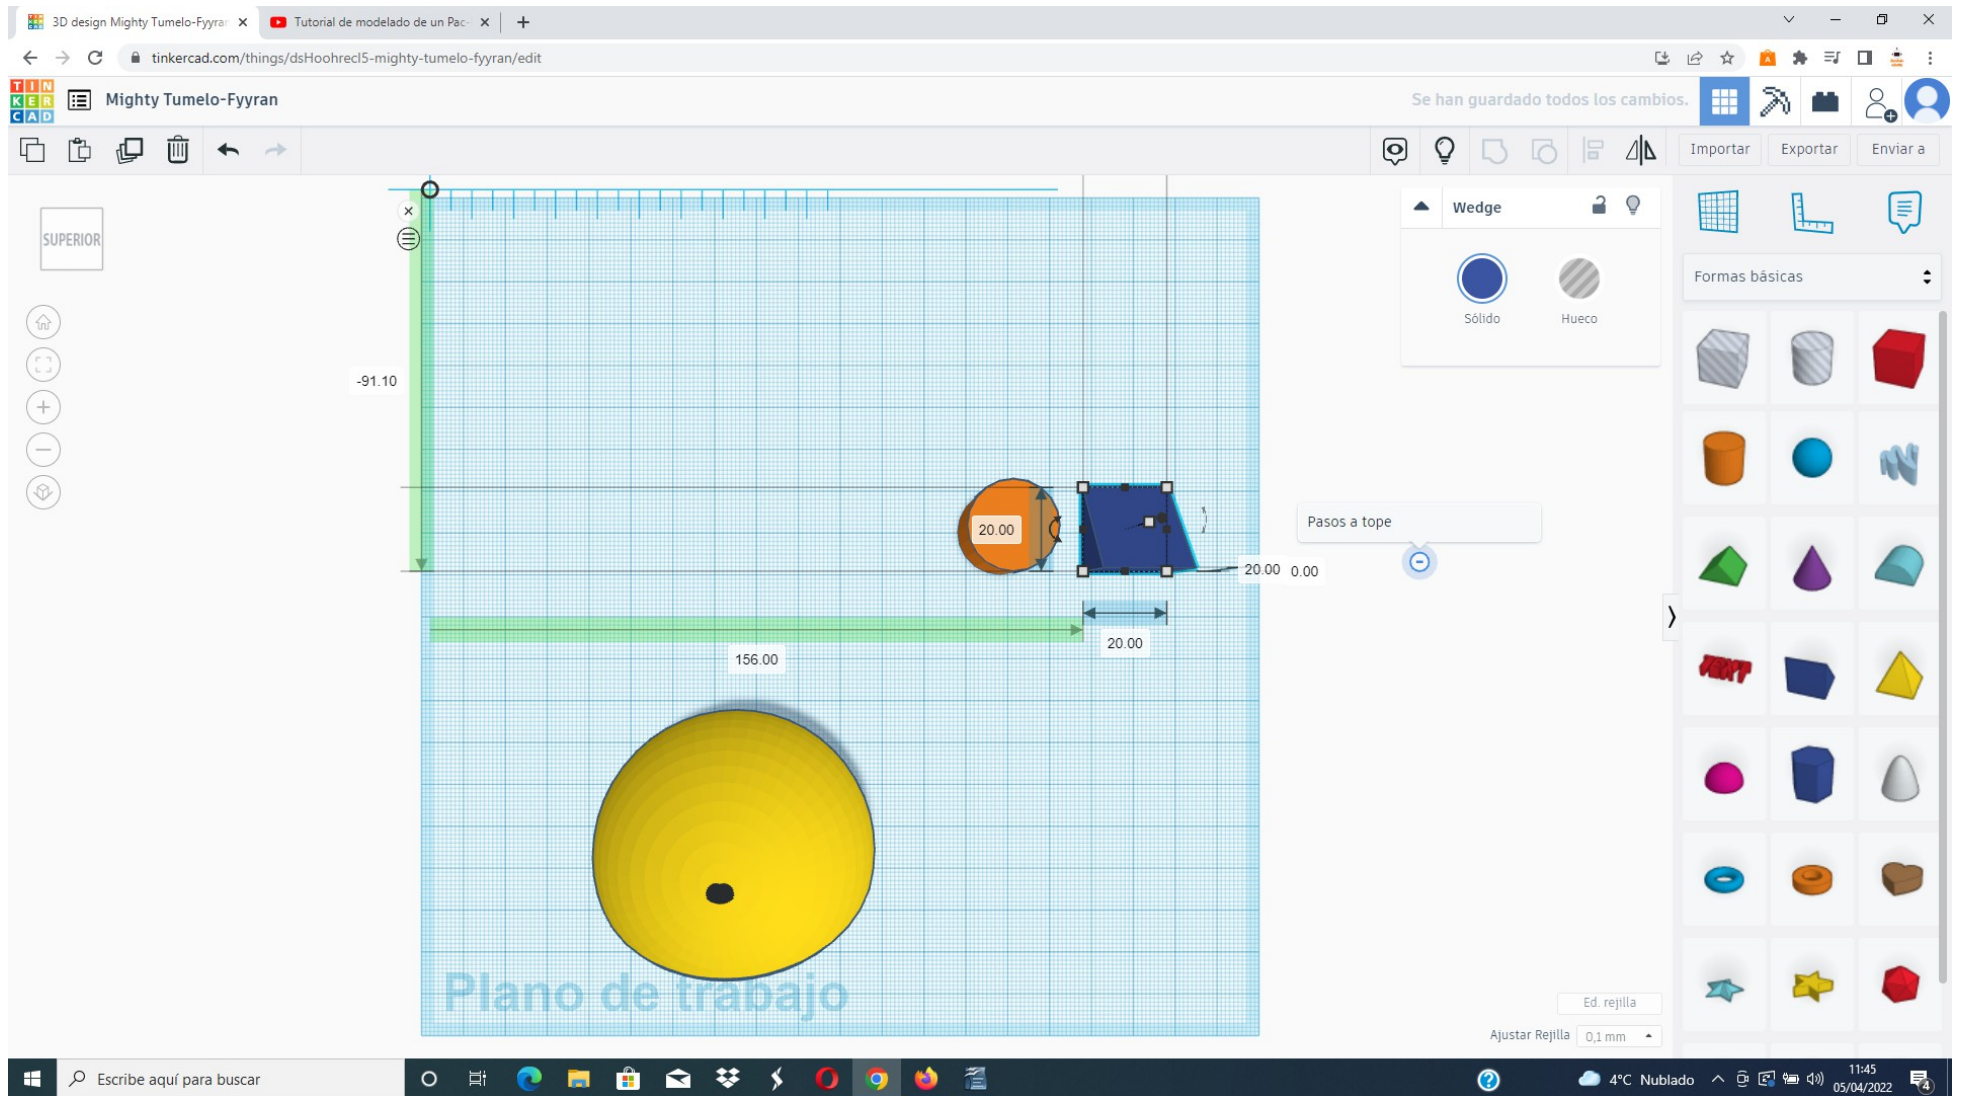 3D design Mighty Tumelo-Fyyran
Tutorial de modelado de un Pac-
tinkercad.com/things/dsHoohrecI5-mighty-tumelo-fyyran/edit
TIN
KER
CAD
Mighty Tumelo-Fyyran
Se han guardado todos los cambios.
Importar
Exportar
Enviar a
SUPERIOR
Wedge
Sólido
Hueco
Formas básicas
-91.10
20.00
Pasos a tope
20.00 0.00
20.00
156.00
TEXT
Plano de trabajo
Ed. rejilla
Ajustar Rejilla 0,1 mm
Escribe aquí para buscar
4°C Nublado
11:45
05/04/2022
4